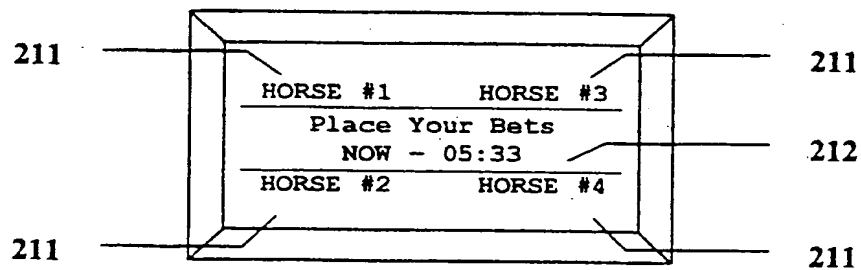 211 211
HORSE #1 HORSE #3
Place Your Bets
NOW - 05:33 212
HORSE #2 HORSE #4
211 211